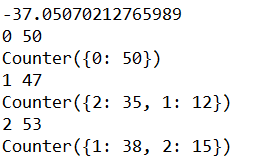 -37.05070212765989
0 50
Counter({0: 50})
1 47
Counter({2: 35, 1: 12})
2 53
Counter({1: 38, 2: 15})